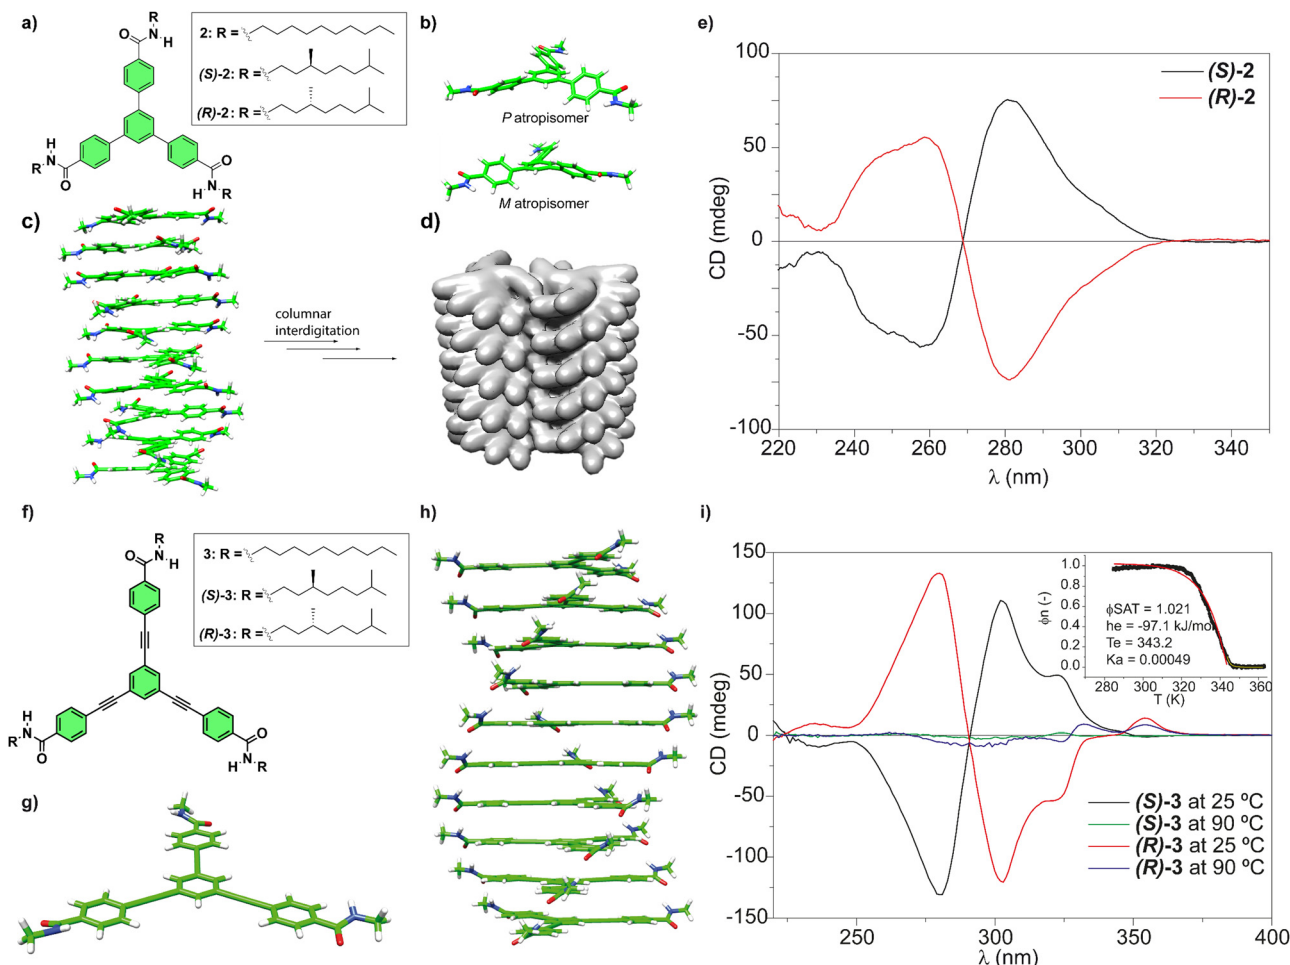 a)
R
N-H
O
H
N
R
O
O
N
H
R
2: R =
(S)-2: R =
(R)-2: R =
b)
P atropisomer
M atropisomer
c)
columnar
interdigitation
d)
e)
100
50
0
-50
-100
CD (mdeg)
220 240 260 280 300 320 340
λ (nm)
(S)-2
(R)-2
f)
R
N-H
O
H
N
R
O
O
N
H
R
3: R =
(S)-3: R =
(R)-3: R =
g)
h)
i)
150
100
50
0
-50
-100
-150
CD (mdeg)
250 300 350 400
λ (nm)
1.0
0.8
0.6
0.4
0.2
0.0
ϕn (-)
ϕSAT = 1.021
he = -97.1 kJ/mol
Te = 343.2
Ka = 0.00049
280 300 320 340 360
T (K)
(S)-3 at 25 ºC
(S)-3 at 90 ºC
(R)-3 at 25 ºC
(R)-3 at 90 ºC